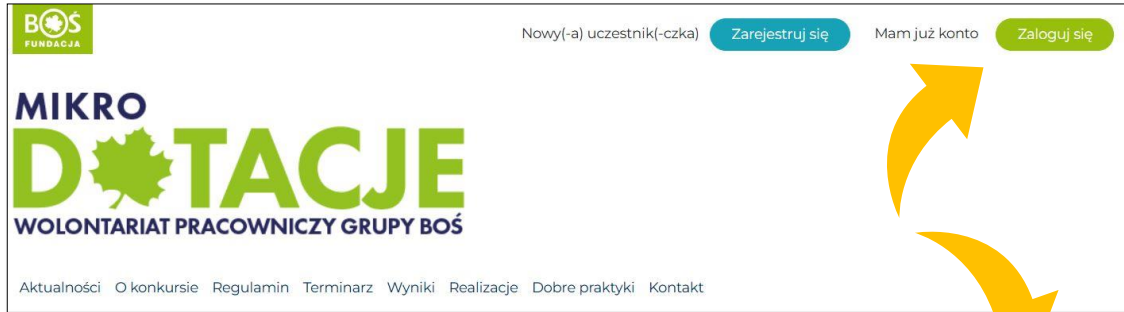 BOŚ
FUNDACJA
Nowy(-a) uczestnik(-czka) Zarejestruj się Mam już konto Zaloguj się
MIKRO
DOTACJE
WOLONTARIAT PRACOWNICZY GRUPY BOŚ
Aktualności O konkursie Regulamin Terminarz Wyniki Realizacje Dobre praktyki Kontakt